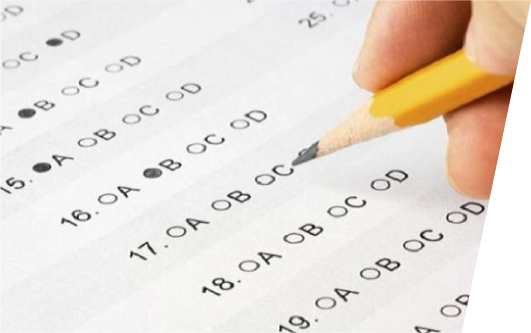 D
○C ●D
A ●B ○C ○D
15. ●A ○B ○C ○D
16. ○A ●B ○C ○D
17. ○A ○B ○C
18. ○A ○B ○C ○D
19. ○A ○B ○C ○D
A ○B
25.